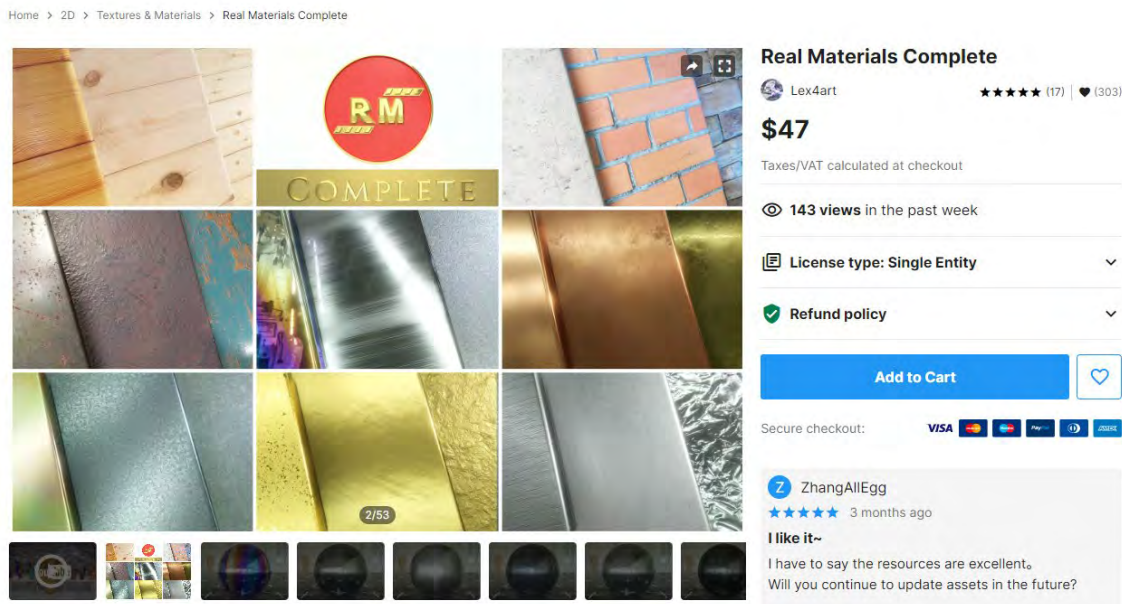 Home > 2D > Textures & Materials > Real Materials Complete
RM
COMPLETE
2/53
Real Materials Complete
Lex4art
(17)
(303)
$47
Taxes/VAT calculated at checkout
143 views in the past week
License type: Single Entity
Refund policy
Add to Cart
Secure checkout:
VISA
PayPal
Z
ZhangAllEgg
3 months ago
I like it~
I have to say the resources are excellent。
Will you continue to update assets in the future?